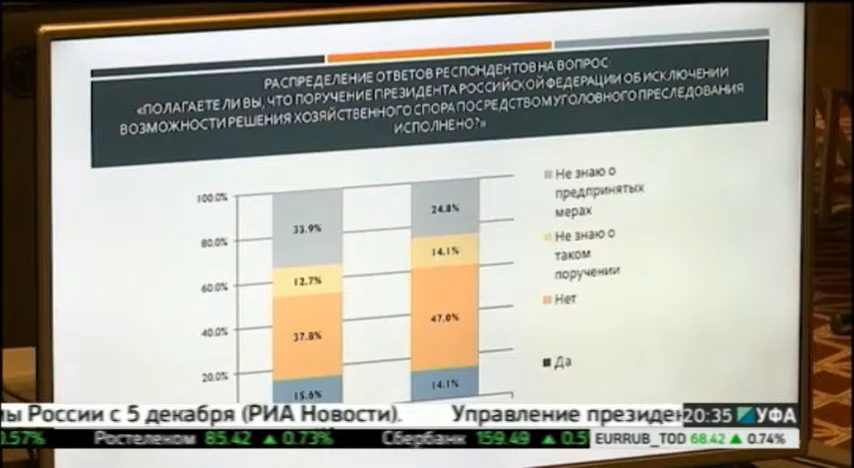 РАСПРЕДЕЛЕНИЕ ОТВЕТОВ РЕСПОНДЕНТОВ НА ВОПРОС:
«ПОЛАГАЕТЕ ЛИ ВЫ, ЧТО ПОРУЧЕНИЕ ПРЕЗИДЕНТА РОССИЙСКОЙ ФЕДЕРАЦИИ ОБ ИСКЛЮЧЕНИИ
ВОЗМОЖНОСТИ РЕШЕНИЯ ХОЗЯЙСТВЕННОГО СПОРА ПОСРЕДСТВОМ УГОЛОВНОГО ПРЕСЛЕДОВАНИЯ
ИСПОЛНЕНО?»
100.0%
80.0%
60.0%
40.0%
20.0%
33.9%
12.7%
37.8%
15.6%
24.8%
14.1%
47.0%
14.1%
Не знаю о
предпринятых
мерах
Не знаю о
таком
поручении
Нет
Да
ы России с 5 декабря (РИА Новости). Управление президен
20:35 УФА
0.57% Ростелеком 85.42 ▲ 0.73% Сбербанк 159.49 ▲ 0.5
EURRUB_TOD 68.42 ▲ 0.74%